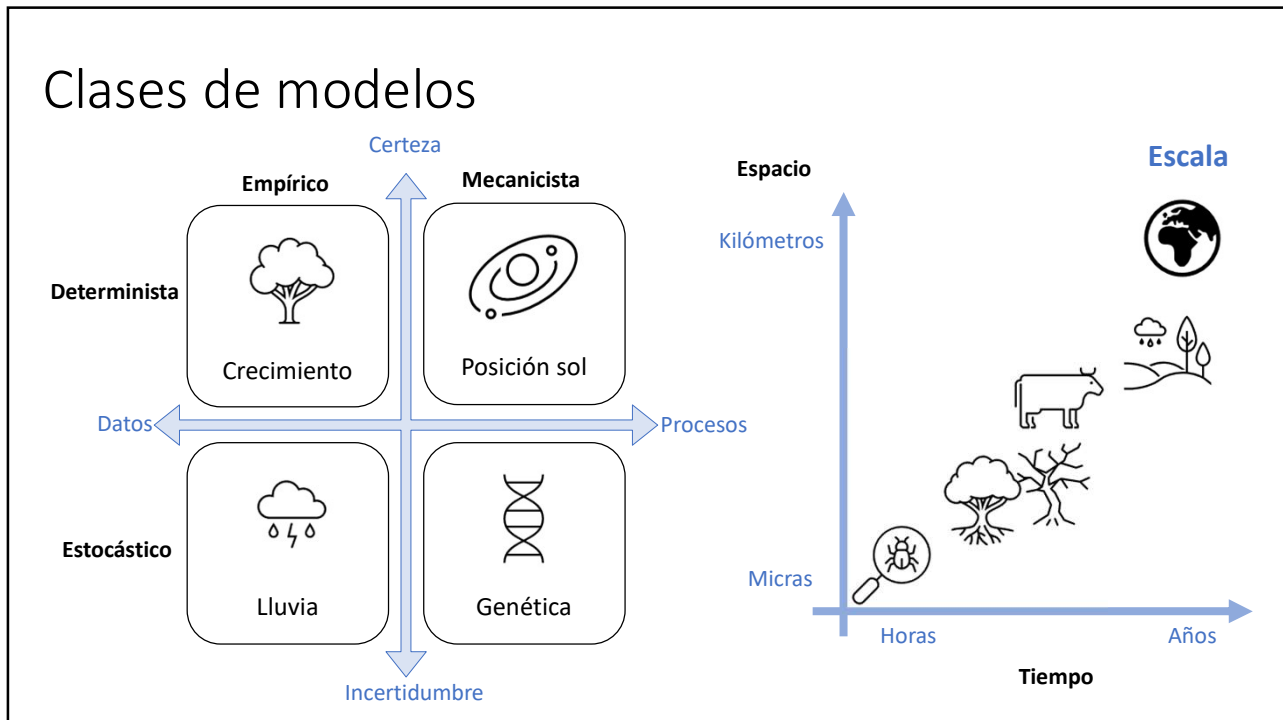 Clases de modelos
Certeza
Empírico
Mecanicista
Determinista
Crecimiento
Posición sol
Datos
Procesos
Estocástico
Lluvia
Genética
Incertidumbre
Escala
Espacio
Kilómetros
Micras
Horas
Años
Tiempo